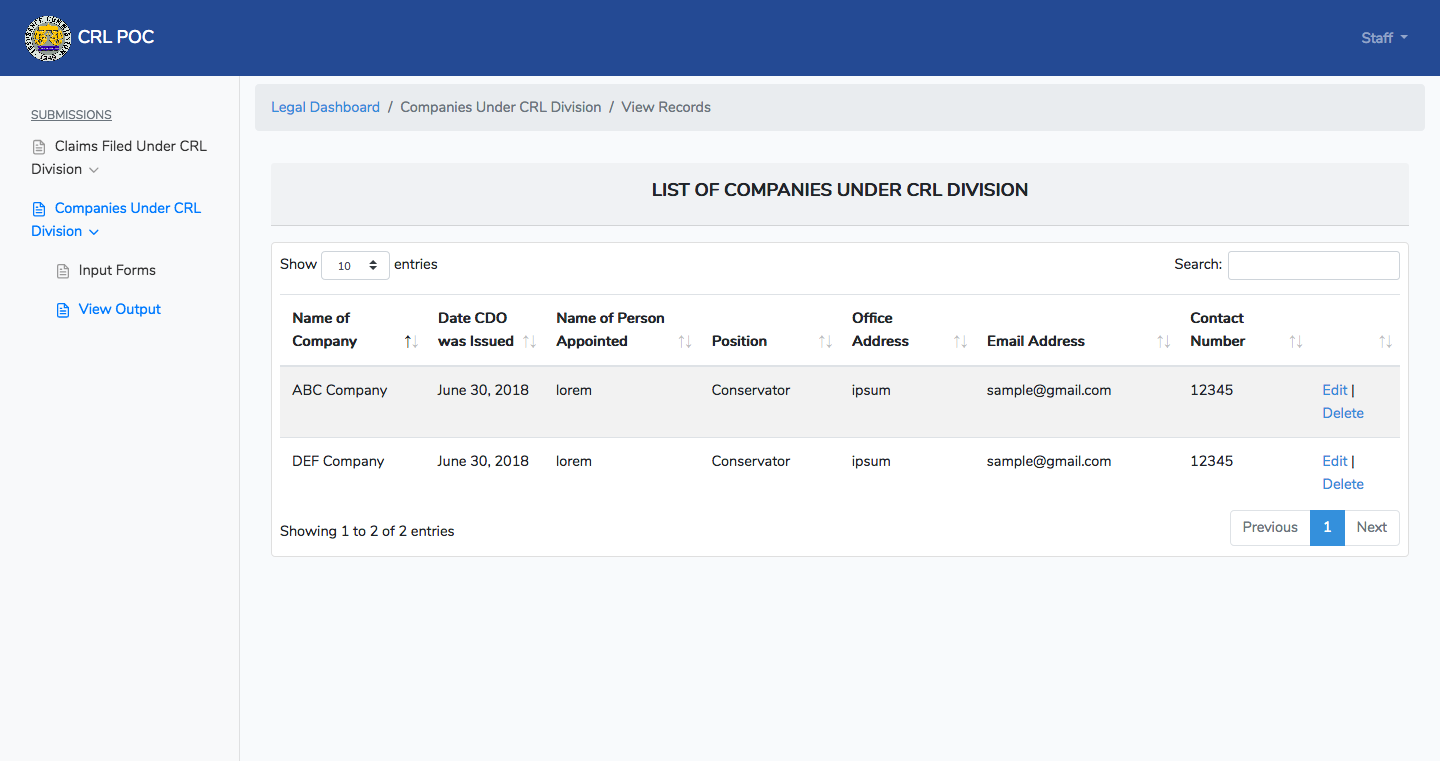 CRL POC
Staff
SUBMISSIONS
Claims Filed Under CRL
Division
Companies Under CRL
Division
Input Forms
View Output
Legal Dashboard / Companies Under CRL Division / View Records
LIST OF COMPANIES UNDER CRL DIVISION
Show 10 entries Search:
Name of Company Date CDO was Issued Name of Person Appointed Position Office Address Email Address Contact Number
ABC Company June 30, 2018 lorem Conservator ipsum sample@gmail.com 12345 Edit |
Delete
DEF Company June 30, 2018 lorem Conservator ipsum sample@gmail.com 12345 Edit |
Delete
Showing 1 to 2 of 2 entries Previous 1 Next